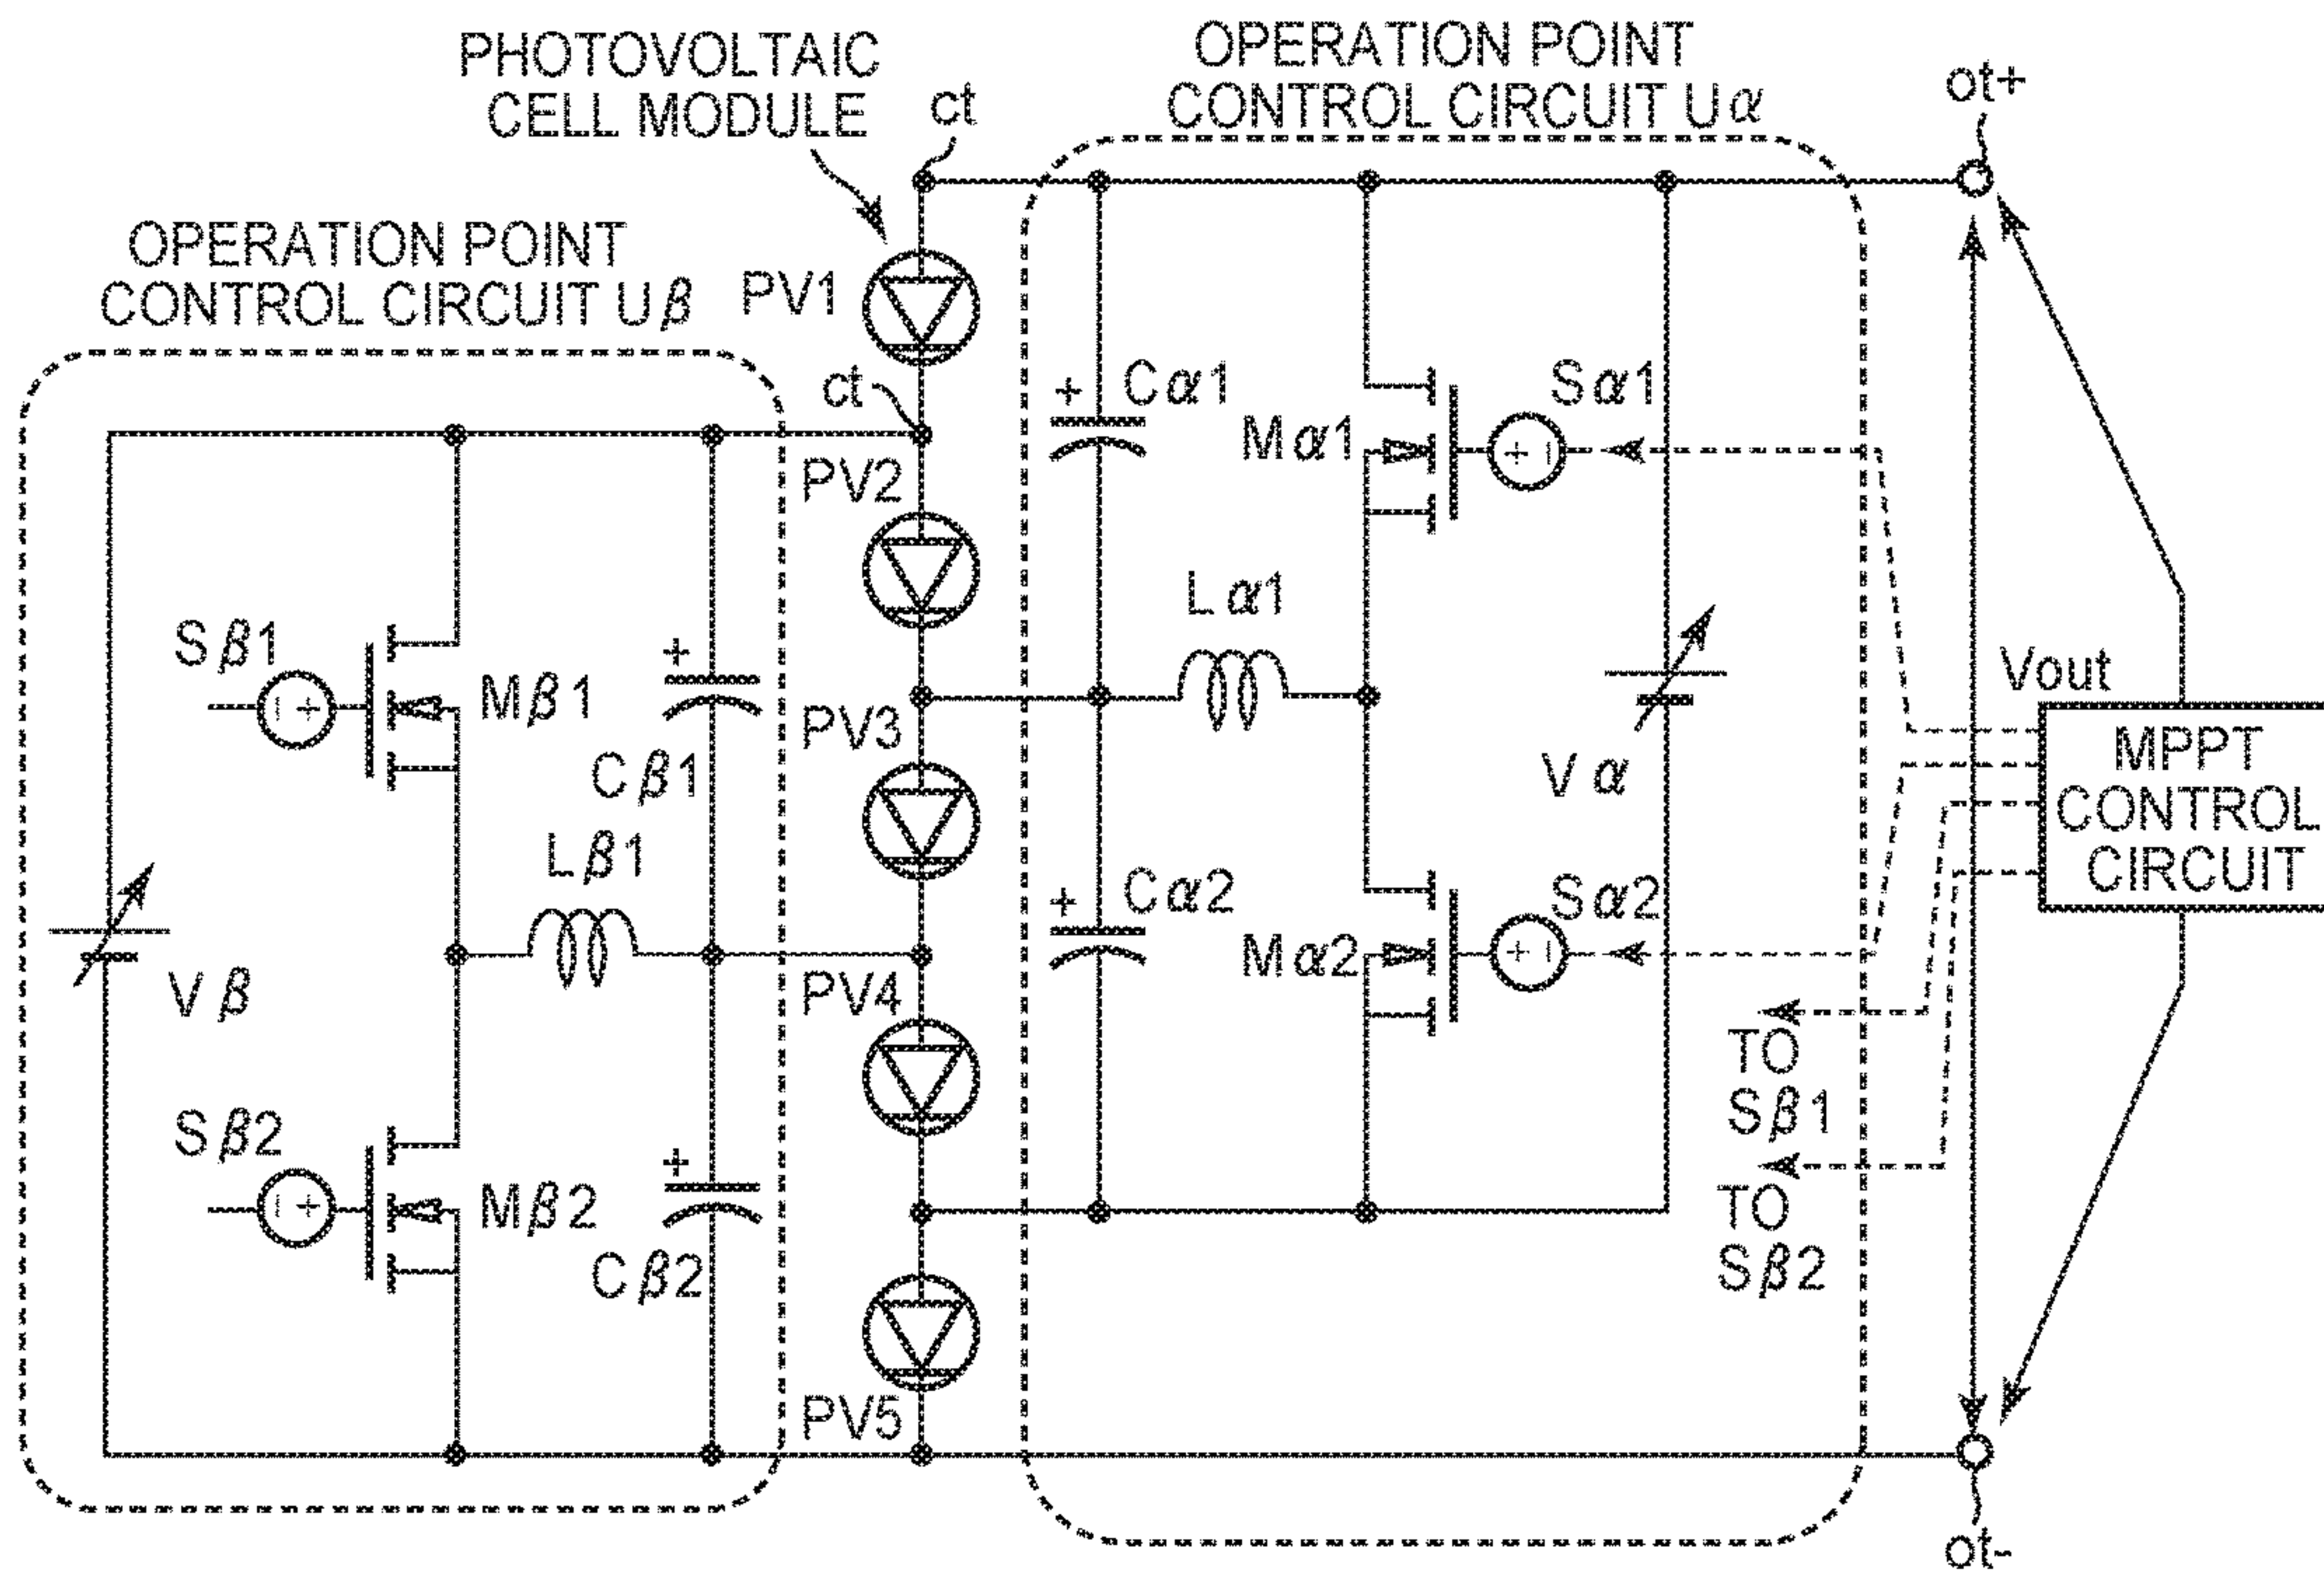 PHOTOVOLTAIC
CELL MODULE
OPERATION POINT
CONTROL CIRCUIT Uα
ct
ot+
OPERATION POINT
CONTROL CIRCUIT Uβ
PV1
ct
+
Cα1
Sα1
Mα1
+ −
PV2
Lα1
Sβ1
− +
Mβ1
+
Cβ1
PV3
Vα
Vout
MPPT
CONTROL
CIRCUIT
Lβ1
+
Cα2
Sα2
Mα2
+ −
Vβ
PV4
TO
Sβ1
Sβ2
− +
Mβ2
+
Cβ2
TO
Sβ2
PV5
ot-